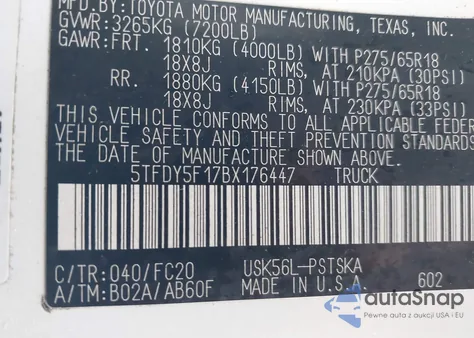 MFD.BY:TOYOTA MOTOR MANUFACTURING, TEXAS, INC.
GVWR:3265KG (7200LB)
GAWR:FRT. 1810KG (4000LB) WITH P275/65R18
18X8J RIMS, AT 210KPA (30PSI)
RR. 1880KG (4150LB) WITH P275/65R18
18X8J RIMS, AT 230KPA (33PSI)
THIS VEHICLE CONFORMS TO ALL APPLICABLE FEDER
VEHICLE SAFETY AND THEFT PREVENTION STANDARDS
MANUFACTURE SHOWN ABOVE.
5TFDY5F17BX176447 TRUCK
C/TR:040/FC20 USK56L-PSTSKA
A/TM:B02A/AB60F MADE IN U.S.A. 602
autoSnap
Pewne auta z aukcji USA i EU